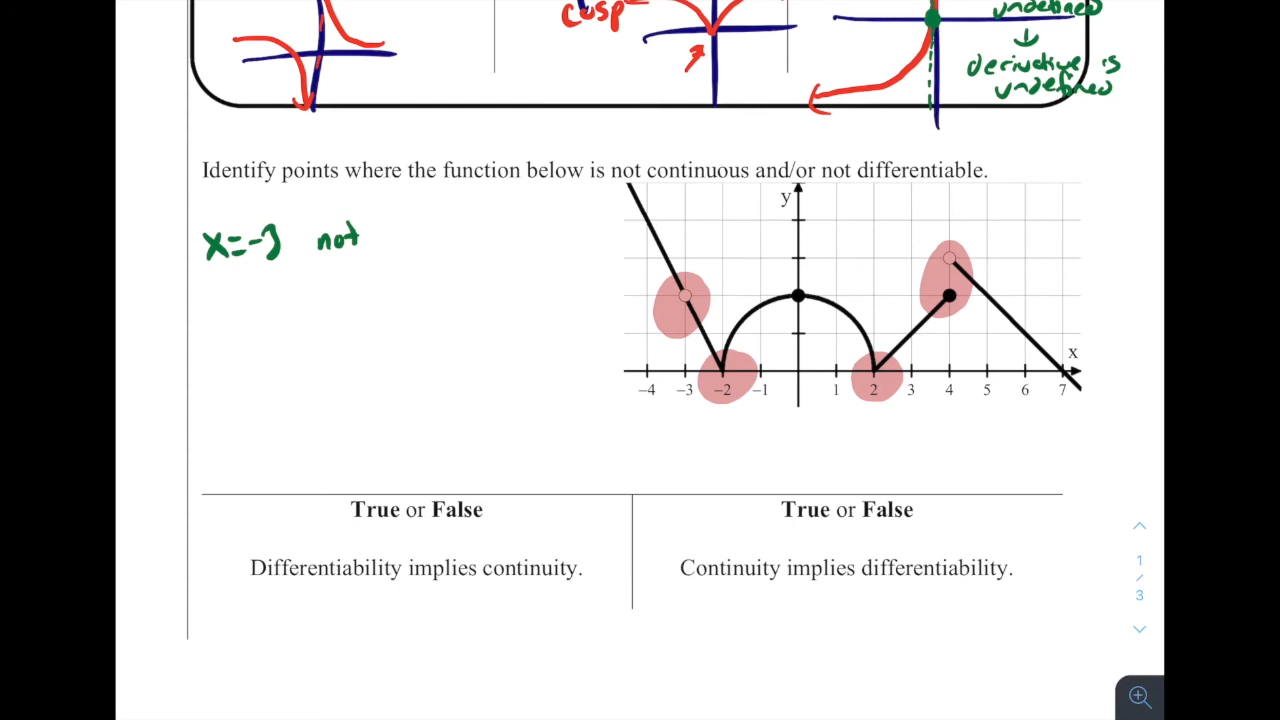 cusp
undefined
derivative is
undefined
Identify points where the function below is not continuous and/or not differentiable.
x=-3 not
y
x
−4 −3 −2 −1 1 2 3 4 5 6 7
True or False
Differentiability implies continuity.
True or False
Continuity implies differentiability.
1
/
3